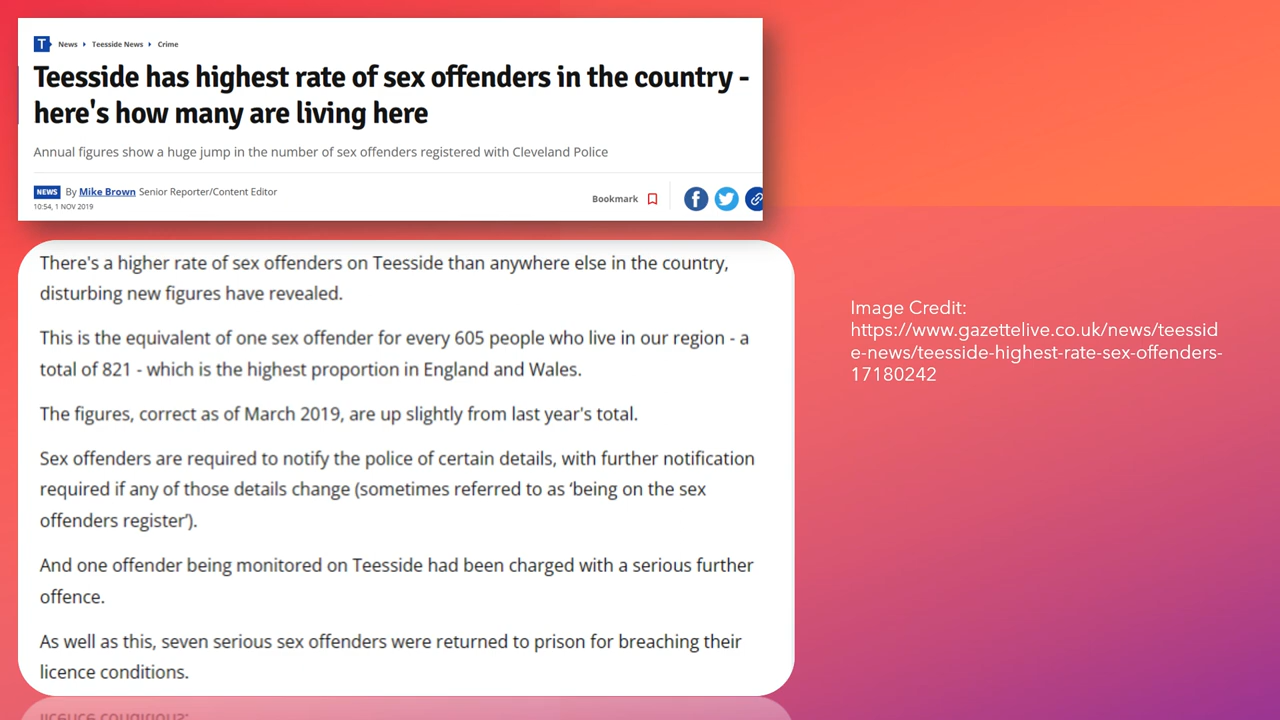 T News Teesside News Crime
Teesside has highest rate of sex offenders in the country -
here's how many are living here
Annual figures show a huge jump in the number of sex offenders registered with Cleveland Police
NEWS By Mike Brown Senior Reporter/Content Editor
10:54, 1 NOV 2019
Bookmark
There's a higher rate of sex offenders on Teesside than anywhere else in the country,
disturbing new figures have revealed.
This is the equivalent of one sex offender for every 605 people who live in our region - a
total of 821 - which is the highest proportion in England and Wales.
The figures, correct as of March 2019, are up slightly from last year's total.
Sex offenders are required to notify the police of certain details, with further notification
required if any of those details change (sometimes referred to as ‘being on the sex
offenders register’).
And one offender being monitored on Teesside had been charged with a serious further
offence.
As well as this, seven serious sex offenders were returned to prison for breaching their
licence conditions.
Image Credit:
https://www.gazettelive.co.uk/news/teessid
e-news/teesside-highest-rate-sex-offenders-
17180242